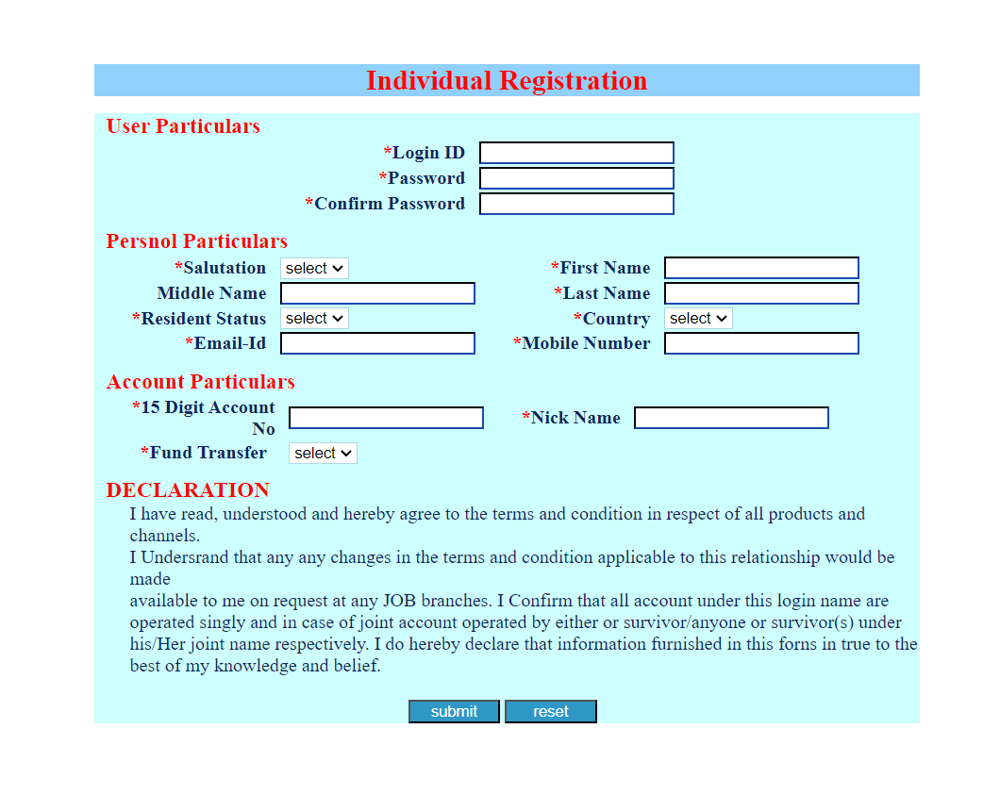 Individual Registration
User Particulars
*Login ID
*Password
*Confirm Password
Persnol Particulars
*Salutation select *First Name
Middle Name *Last Name
*Resident Status select *Country select
*Email-Id *Mobile Number
Account Particulars
*15 Digit Account
No
*Nick Name
*Fund Transfer select
DECLARATION
I have read, understood and hereby agree to the terms and condition in respect of all products and
channels.
I Undersrand that any any changes in the terms and condition applicable to this relationship would be
made
available to me on request at any JOB branches. I Confirm that all account under this login name are
operated singly and in case of joint account operated by either or survivor/anyone or survivor(s) under
his/Her joint name respectively. I do hereby declare that information furnished in this forns in true to the
best of my knowledge and belief.
submit reset